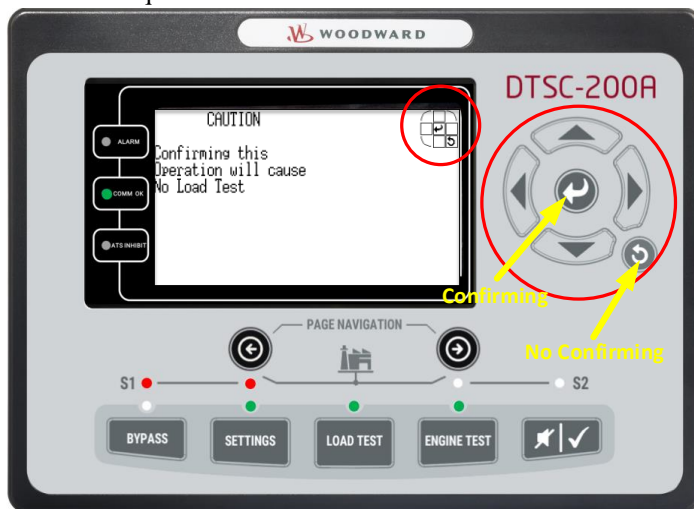 WOODWARD
DTSC-200A
CAUTION
Confirming this
Operation will cause
No Load Test
ALARM
COMM OK
ATS INHIBIT
Confirming
No Confirming
PAGE NAVIGATION
S1
S2
BYPASS
SETTINGS
LOAD TEST
ENGINE TEST